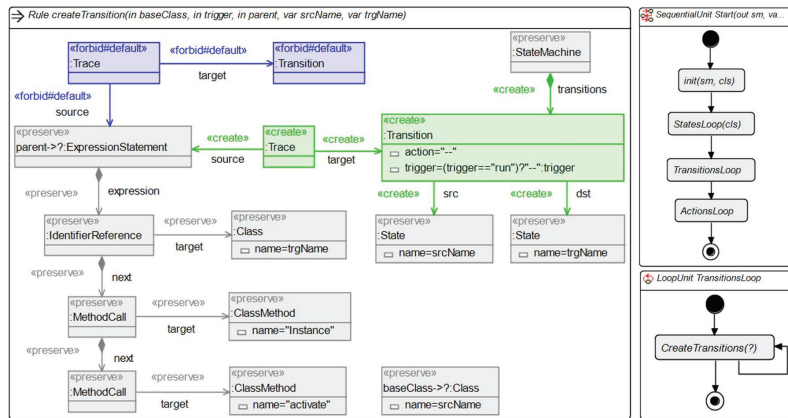 Rule createTransition(in baseClass, in trigger, in parent, var srcName, var trgName)
«forbid#default»
:Trace
«forbid#default»
target
«forbid#default»
:Transition
«preserve»
:StateMachine
«create»
transitions
«forbid#default»
source
«preserve»
parent->?:ExpressionStatement
«create»
source
«create»
:Trace
«create»
target
«create»
:Transition
action="--"
trigger=(trigger=="run")?"--":trigger
«preserve»
expression
«create»
src
«create»
dst
«preserve»
:IdentifierReference
«preserve»
target
«preserve»
:Class
name=trgName
«preserve»
:State
name=srcName
«preserve»
:State
name=trgName
«preserve»
next
«preserve»
:MethodCall
«preserve»
target
«preserve»
:ClassMethod
name="Instance"
«preserve»
next
«preserve»
:MethodCall
«preserve»
target
«preserve»
:ClassMethod
name="activate"
«preserve»
baseClass->?:Class
name=srcName
SequentialUnit Start(out sm, va...
init(sm, cls)
StatesLoop(cls)
TransitionsLoop
ActionsLoop
LoopUnit TransitionsLoop
CreateTransitions(?)